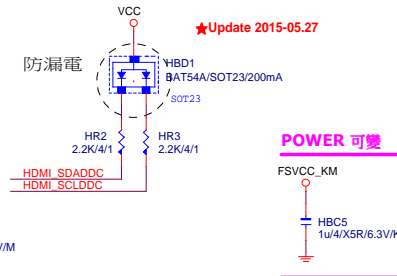 VCC
★Update 2015-05.27
防漏電
HBD1
BAT54A/SOT23/200mA
SOT23
HR2
2.2K/4/1
HR3
2.2K/4/1
HDMI_SDADDC
HDMI_SCLDDC
POWER 可變
FSVCC_KM
HBC5
1u/4/X5R/6.3V/K
/M